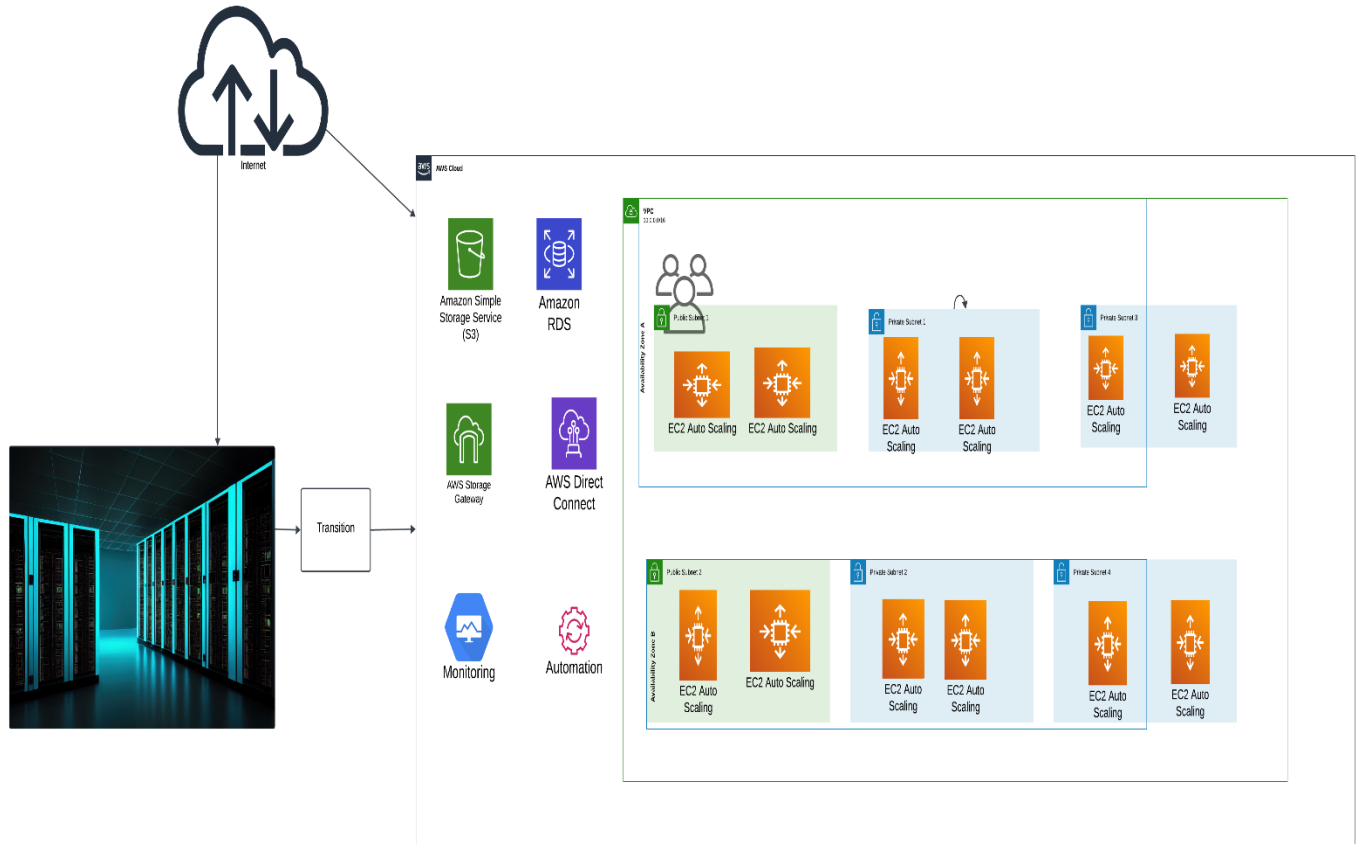 Internet
aws
AWS Cloud
Amazon Simple
Storage Service
(S3)
Amazon
RDS
VPC
Availability Zone A
Public Subnet 1
EC2 Auto Scaling
EC2 Auto Scaling
Private Subnet 1
EC2 Auto
Scaling
EC2 Auto
Scaling
Private Subnet 3
EC2 Auto
Scaling
EC2 Auto
Scaling
AWS Storage
Gateway
AWS Direct
Connect
Transition
Monitoring
Automation
Availability Zone B
Public Subnet 2
EC2 Auto
Scaling
EC2 Auto Scaling
Private Subnet 2
EC2 Auto
Scaling
EC2 Auto
Scaling
Private Subnet 4
EC2 Auto
Scaling
EC2 Auto
Scaling